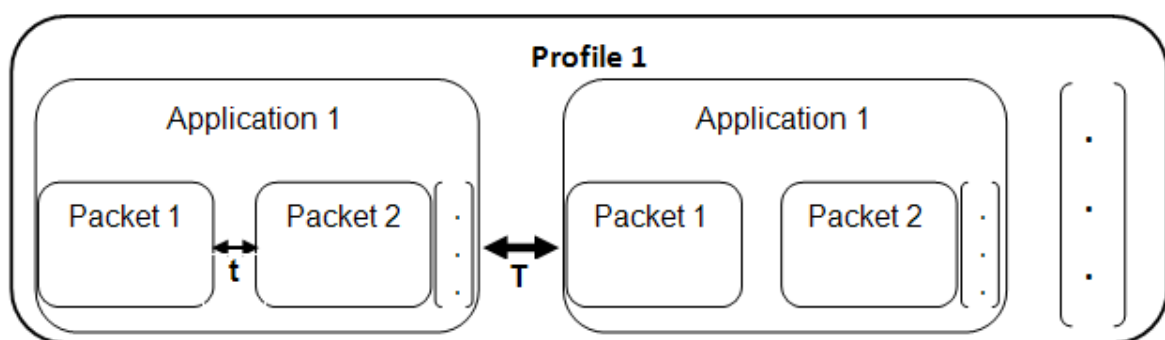 Profile 1
Application 1
Packet 1
t
Packet 2
.
.
.
T
Application 1
Packet 1
Packet 2
.
.
.
.
.
.